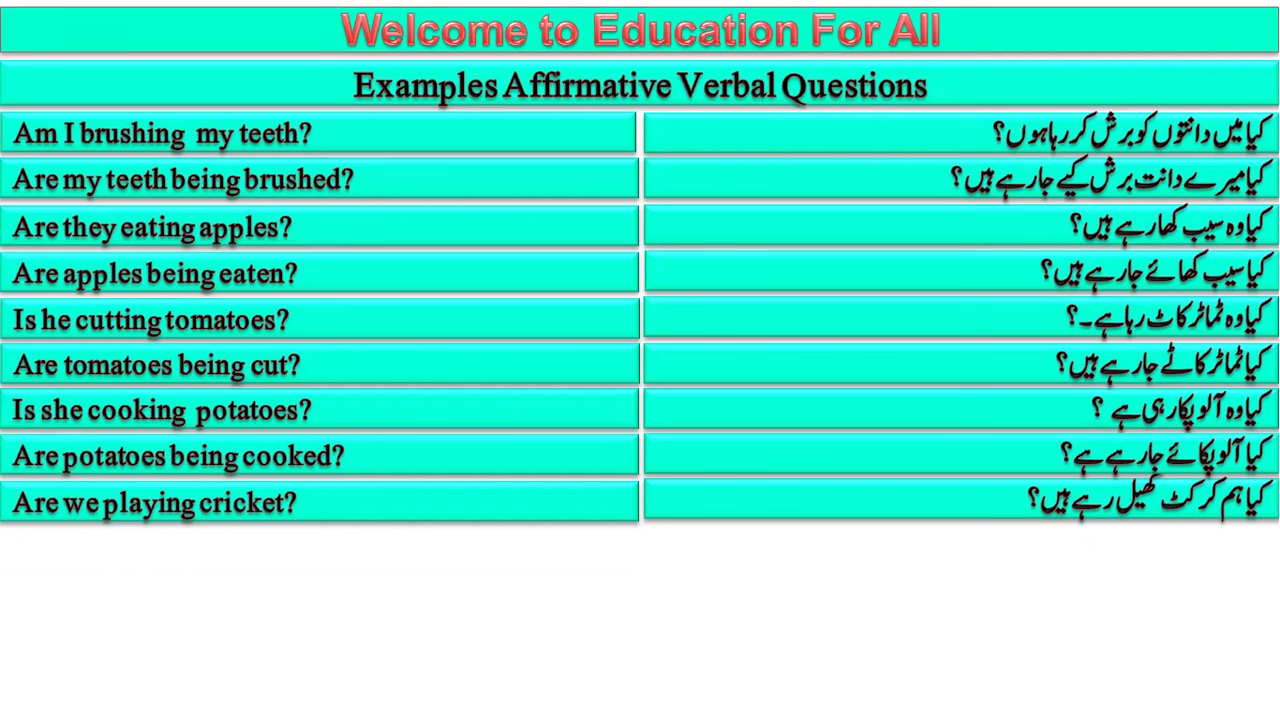 Welcome to Education For All
Examples Affirmative Verbal Questions
Am I brushing my teeth?
کیا میں دانتوں کو برش کر رہا ہوں؟
Are my teeth being brushed?
کیا میرے دانت برش کیے جا رہے ہیں؟
Are they eating apples?
کیا وہ سیب کھا رہے ہیں؟
Are apples being eaten?
کیا سیب کھائے جا رہے ہیں؟
Is he cutting tomatoes?
کیا وہ ٹماٹر کاٹ رہا ہے۔؟
Are tomatoes being cut?
کیا ٹماٹر کاٹے جا رہے ہیں؟
Is she cooking potatoes?
کیا وہ آلو پکا رہی ہے ؟
Are potatoes being cooked?
کیا آلو پکائے جا رہے ہے؟
Are we playing cricket?
کیا ہم کرکٹ کھیل رہے ہیں؟